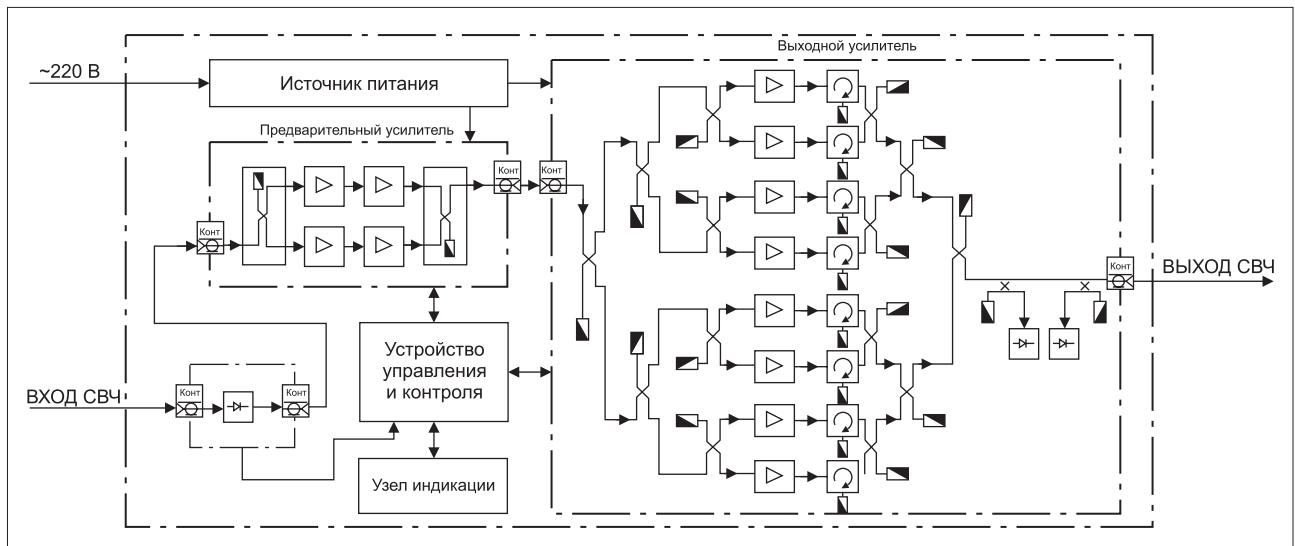 Выходной усилитель
~220 В
Источник питания
Предварительный усилитель
Конт
Конт
Конт
Конт
ВЫХОД СВЧ
Устройство
управления
и контроля
Конт
Конт
ВХОД СВЧ
Узел индикации